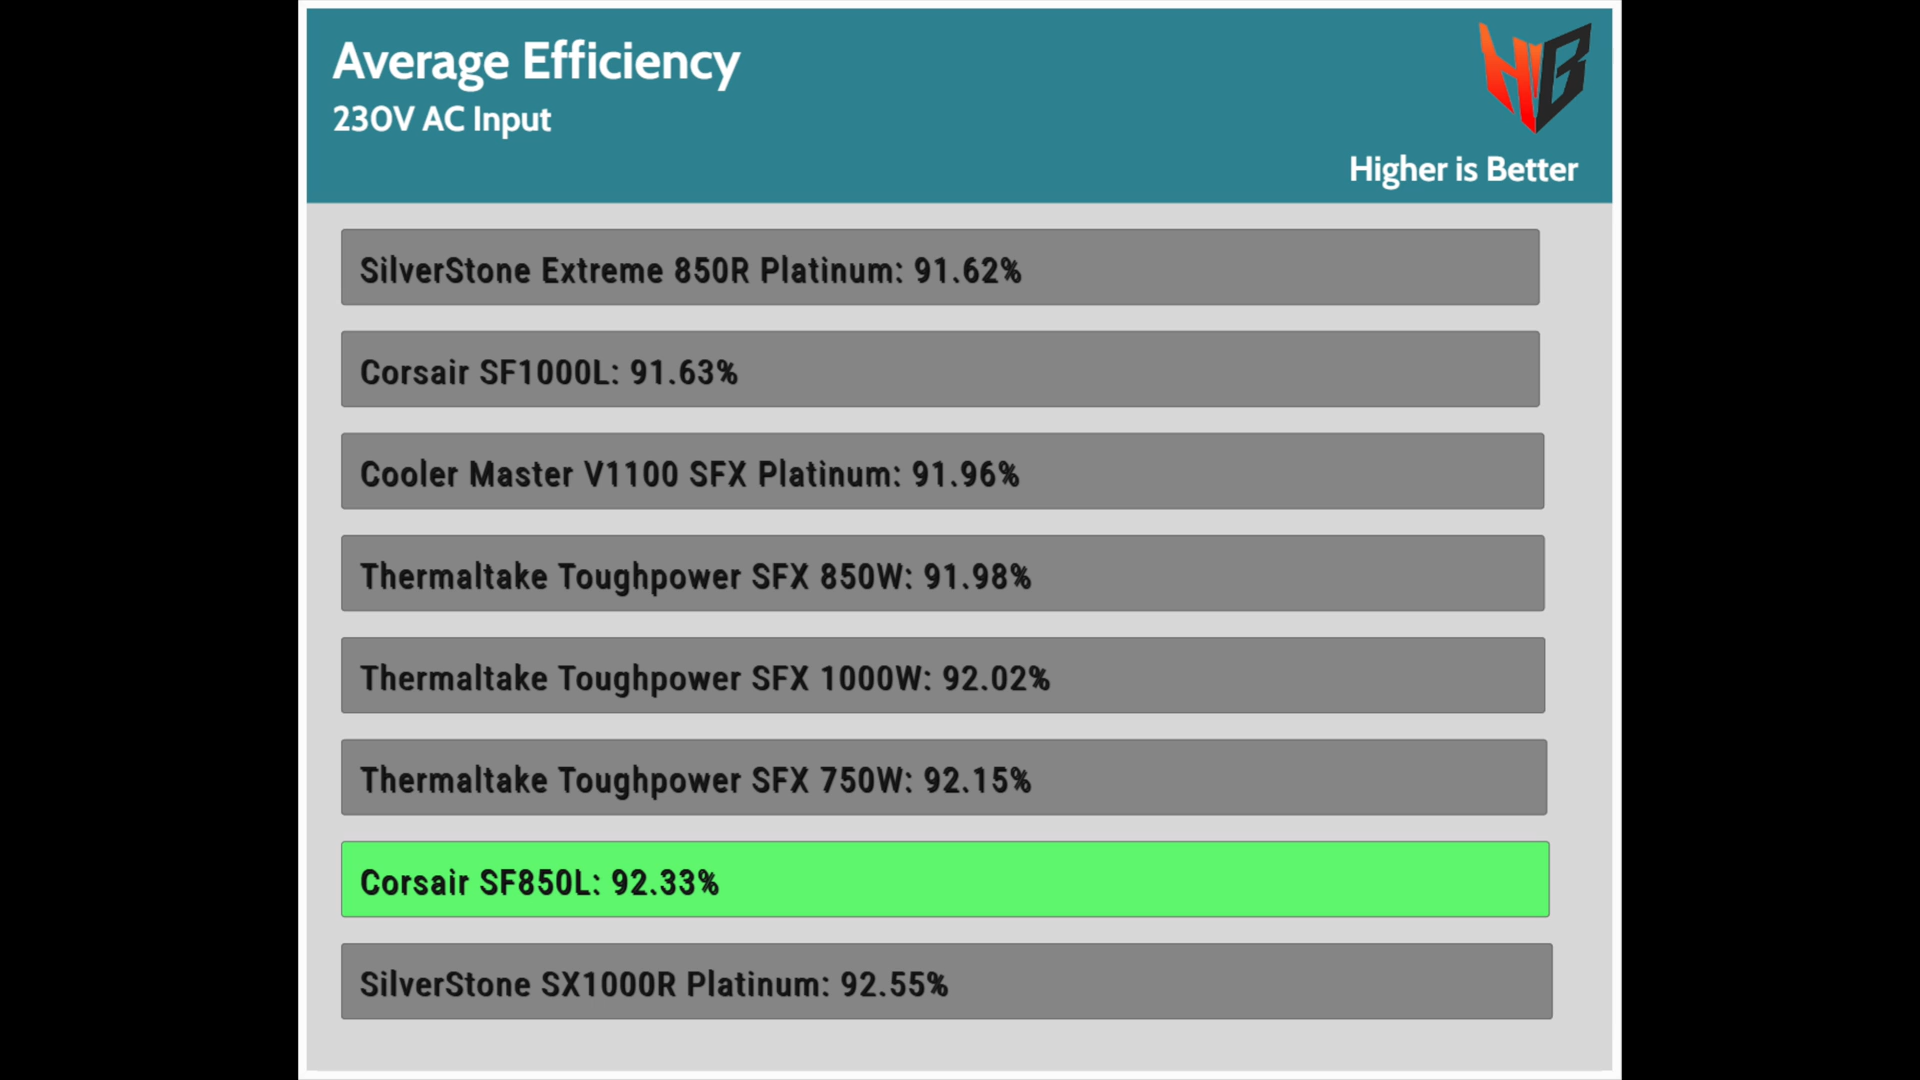 Average Efficiency
230V AC Input
HB
Higher is Better
SilverStone Extreme 850R Platinum: 91.62%
Corsair SF1000L: 91.63%
Cooler Master V1100 SFX Platinum: 91.96%
Thermaltake Toughpower SFX 850W: 91.98%
Thermaltake Toughpower SFX 1000W: 92.02%
Thermaltake Toughpower SFX 750W: 92.15%
Corsair SF850L: 92.33%
SilverStone SX1000R Platinum: 92.55%